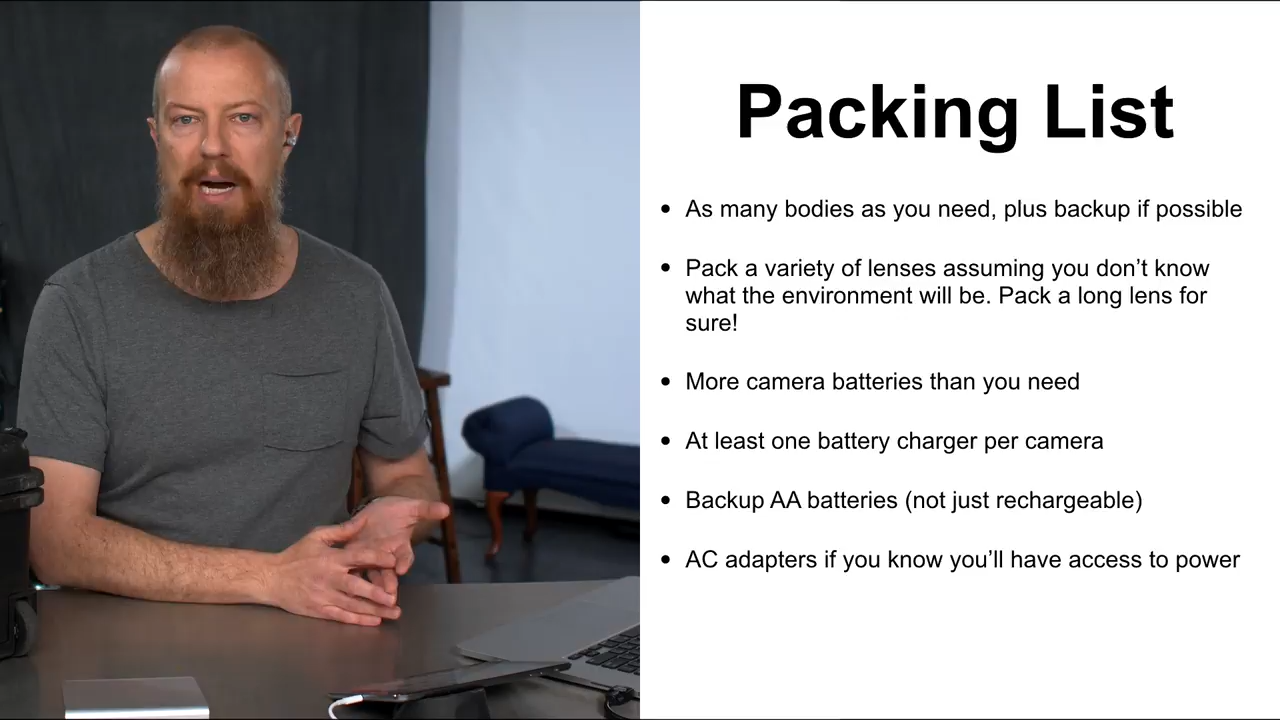 Packing List
• As many bodies as you need, plus backup if possible
• Pack a variety of lenses assuming you don’t know
what the environment will be. Pack a long lens for
sure!
• More camera batteries than you need
• At least one battery charger per camera
• Backup AA batteries (not just rechargeable)
• AC adapters if you know you’ll have access to power